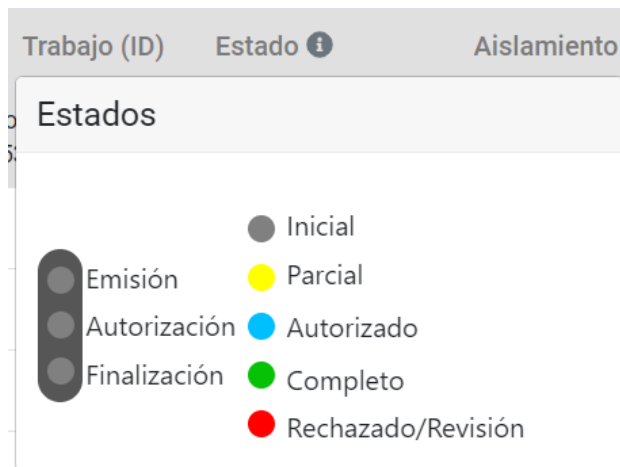 Trabajo (ID) Estado Aislamiento
Estados
Inicial
Emisión Parcial
Autorización Autorizado
Finalización Completo
Rechazado/Revisión